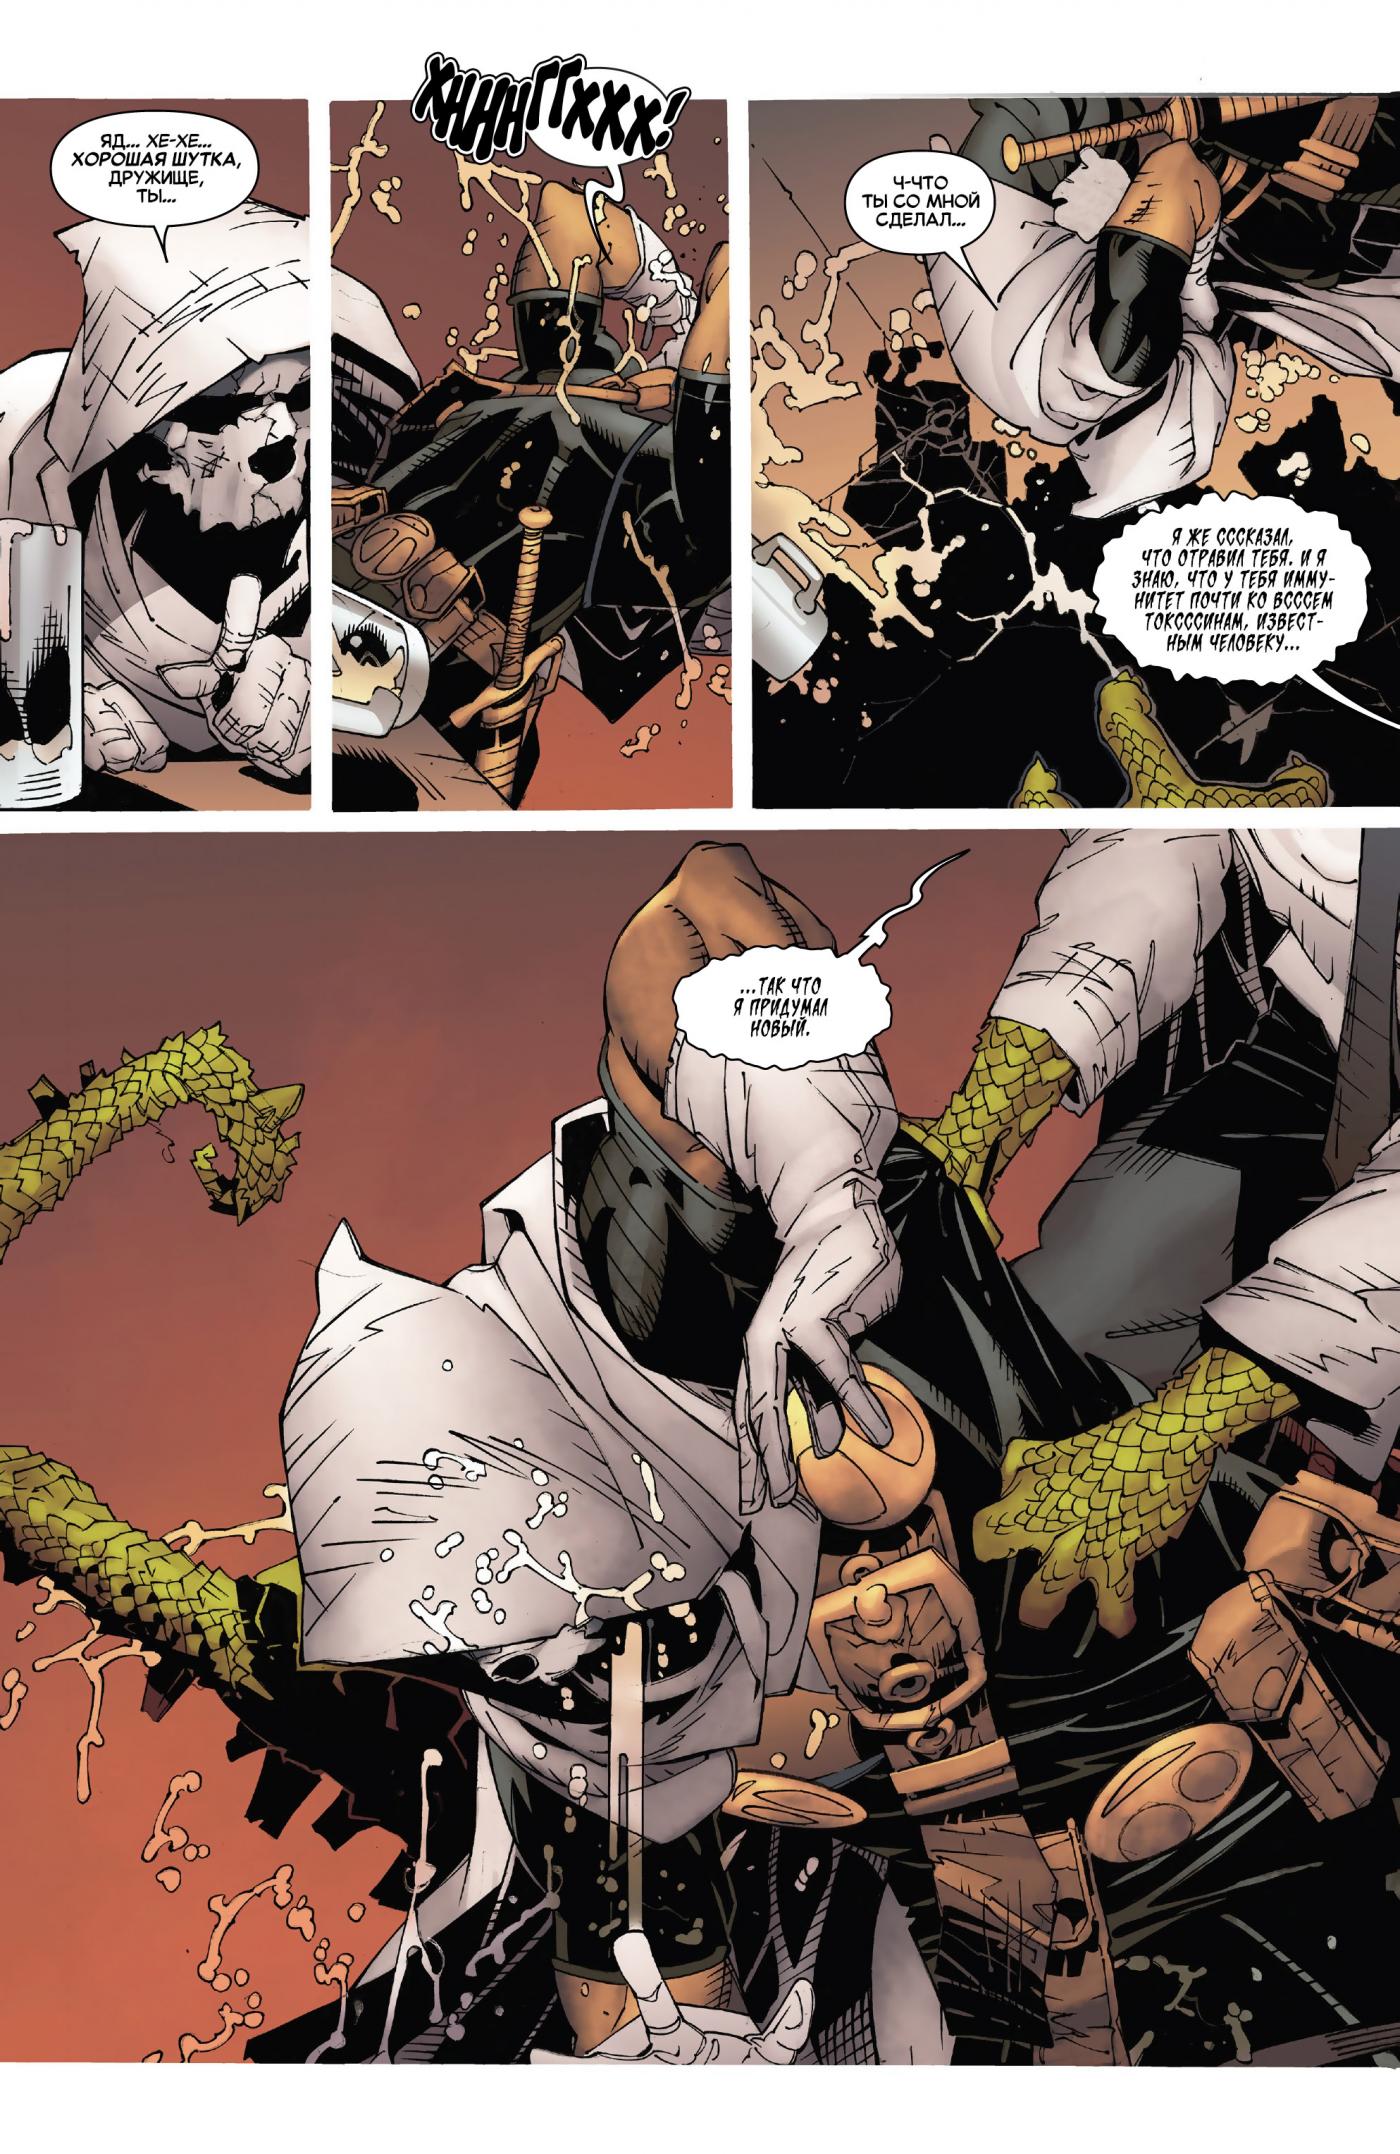 ЯД... ХЕ-ХЕ...
ХОРОШАЯ ШУТКА,
ДРУЖИЩЕ,
ТЫ...
ХННННГГХХХ!
Ч-ЧТО
ТЫ СО МНОЙ
СДЕЛАЛ...
Я ЖЕ СССКАЗАЛ,
ЧТО ОТРАВИЛ ТЕБЯ. И Я
ЗНАЮ, ЧТО У ТЕБЯ ИММУ-
НИТЕТ ПОЧТИ КО ВСССЕМ
ТОКСССИНАМ, ИЗВЕСТ-
НЫМ ЧЕЛОВЕКУ...
...ТАК ЧТО
Я ПРИДУМАЛ
НОВЫЙ.